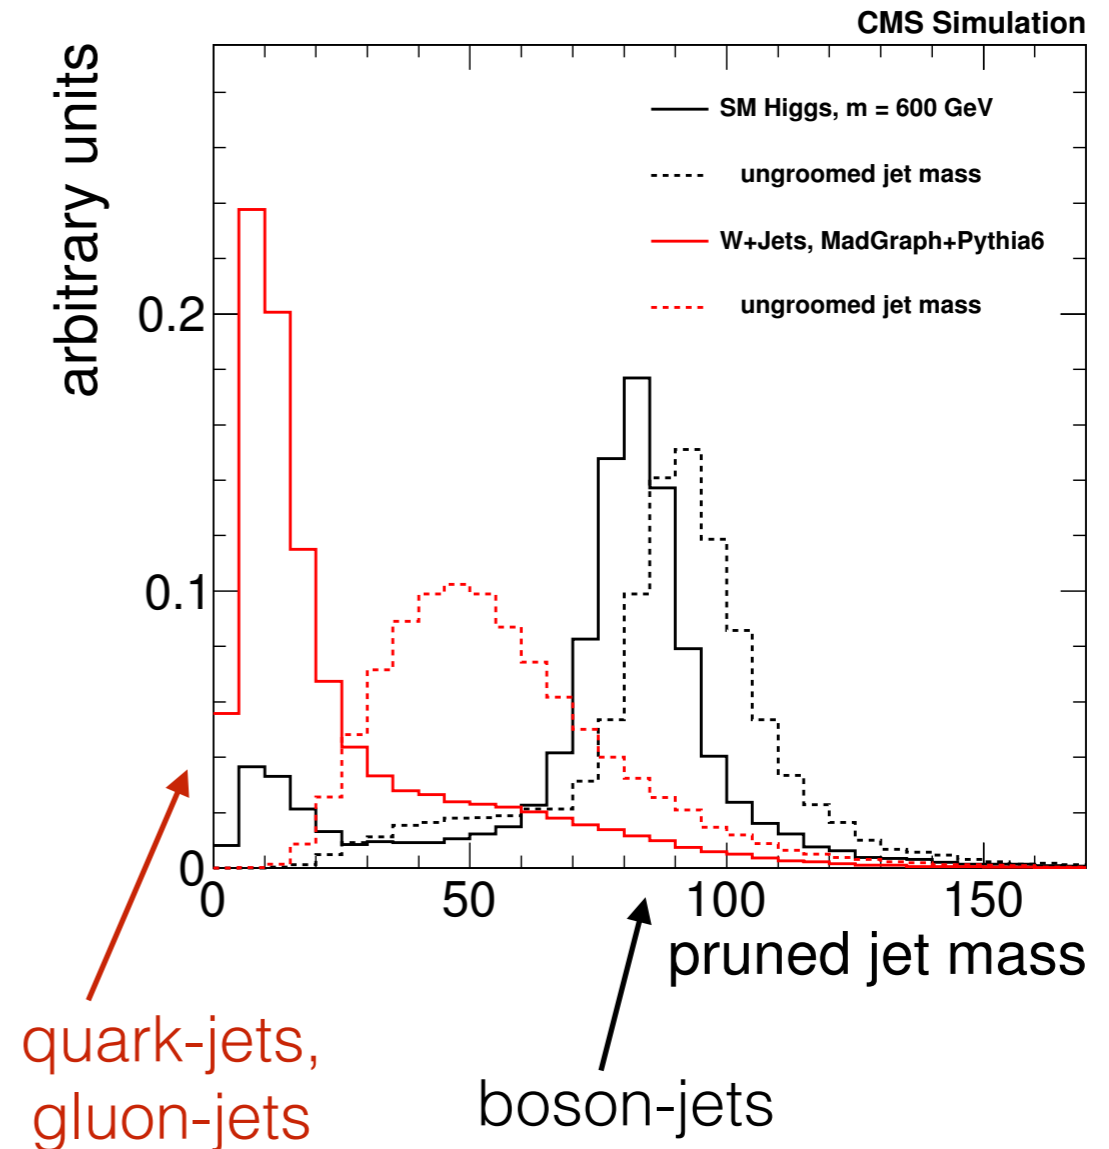 CMS Simulation
arbitrary units
SM Higgs, m = 600 GeV
ungroomed jet mass
W+Jets, MadGraph+Pythia6
ungroomed jet mass
0.2
0.1
0
0 50 100 150
pruned jet mass
quark-jets,
gluon-jets
boson-jets